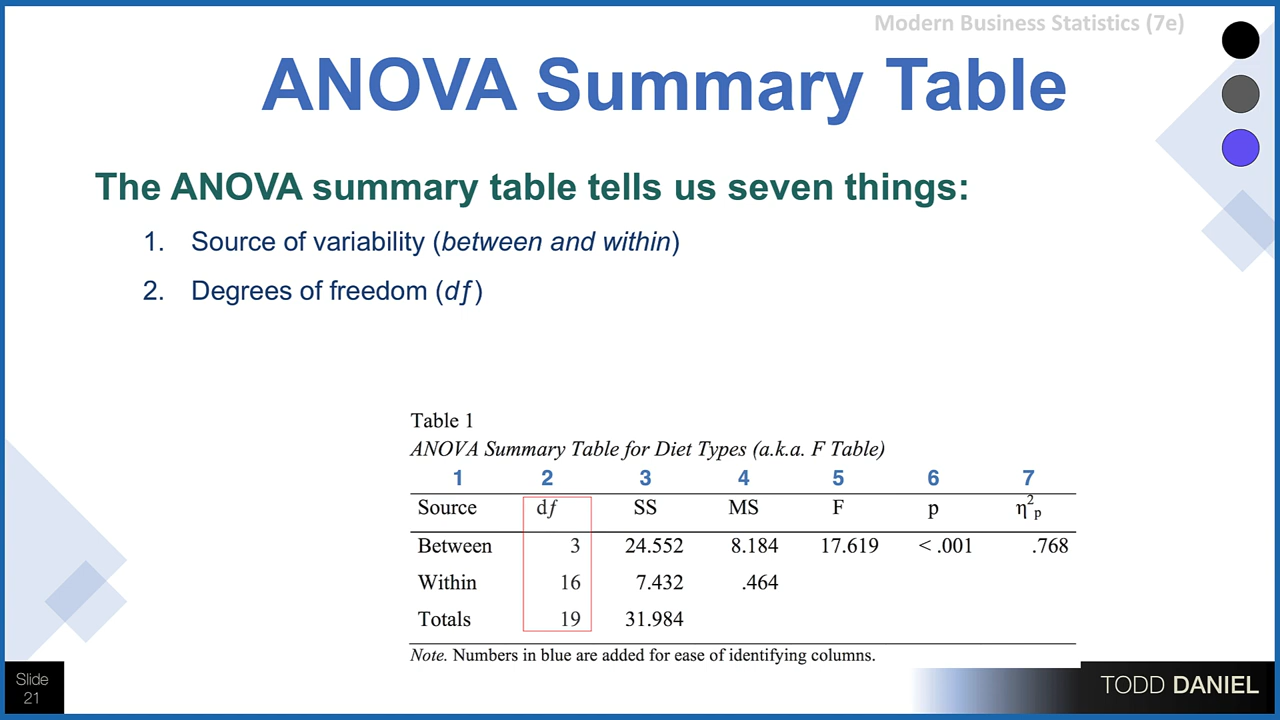 Modern Business Statistics (7e)
ANOVA Summary Table
The ANOVA summary table tells us seven things:
1. Source of variability (between and within)
2. Degrees of freedom (dƒ)
Table 1
ANOVA Summary Table for Diet Types (a.k.a. F Table)
1 2 3 4 5 6 7
Source dƒ SS MS F p η²ₚ
Between 3 24.552 8.184 17.619 < .001 .768
Within 16 7.432 .464
Totals 19 31.984
Note. Numbers in blue are added for ease of identifying columns.
Slide
21
TODD DANIEL